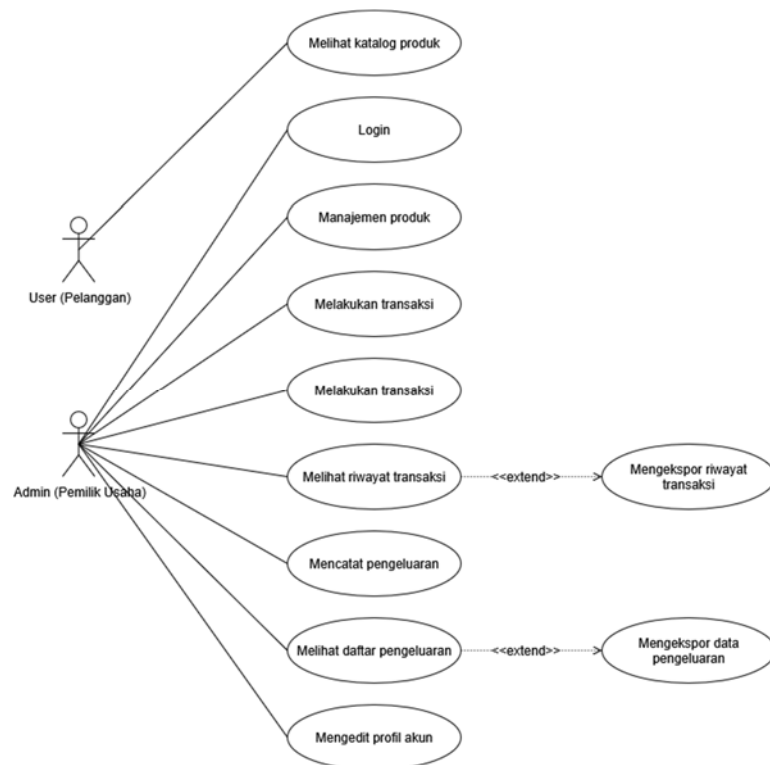 Melihat katalog produk
Login
Manajemen produk
User (Pelanggan)
Melakukan transaksi
Melakukan transaksi
Melihat riwayat transaksi
<<extend>>
Mengekspor riwayat
transaksi
Admin (Pemilik Usaha)
Mencatat pengeluaran
Melihat daftar pengeluaran
<<extend>>
Mengekspor data
pengeluaran
Mengedit profil akun